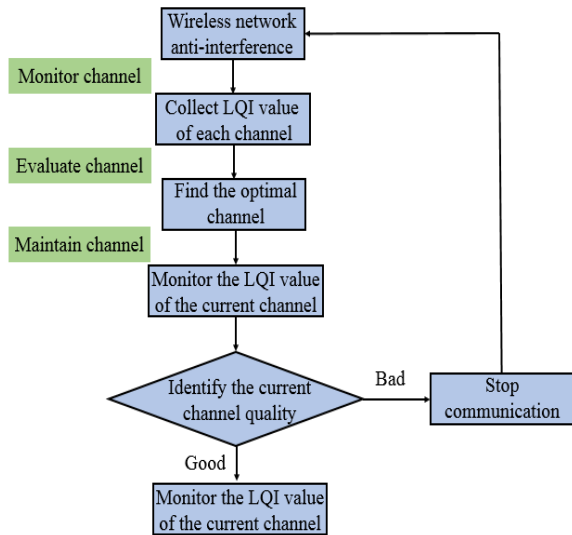 Wireless network
anti-interference
Monitor channel
Collect LQI value
of each channel
Evaluate channel
Find the optimal
channel
Maintain channel
Monitor the LQI value
of the current channel
Identify the current
channel quality
Bad
Stop
communication
Good
Monitor the LQI value
of the current channel